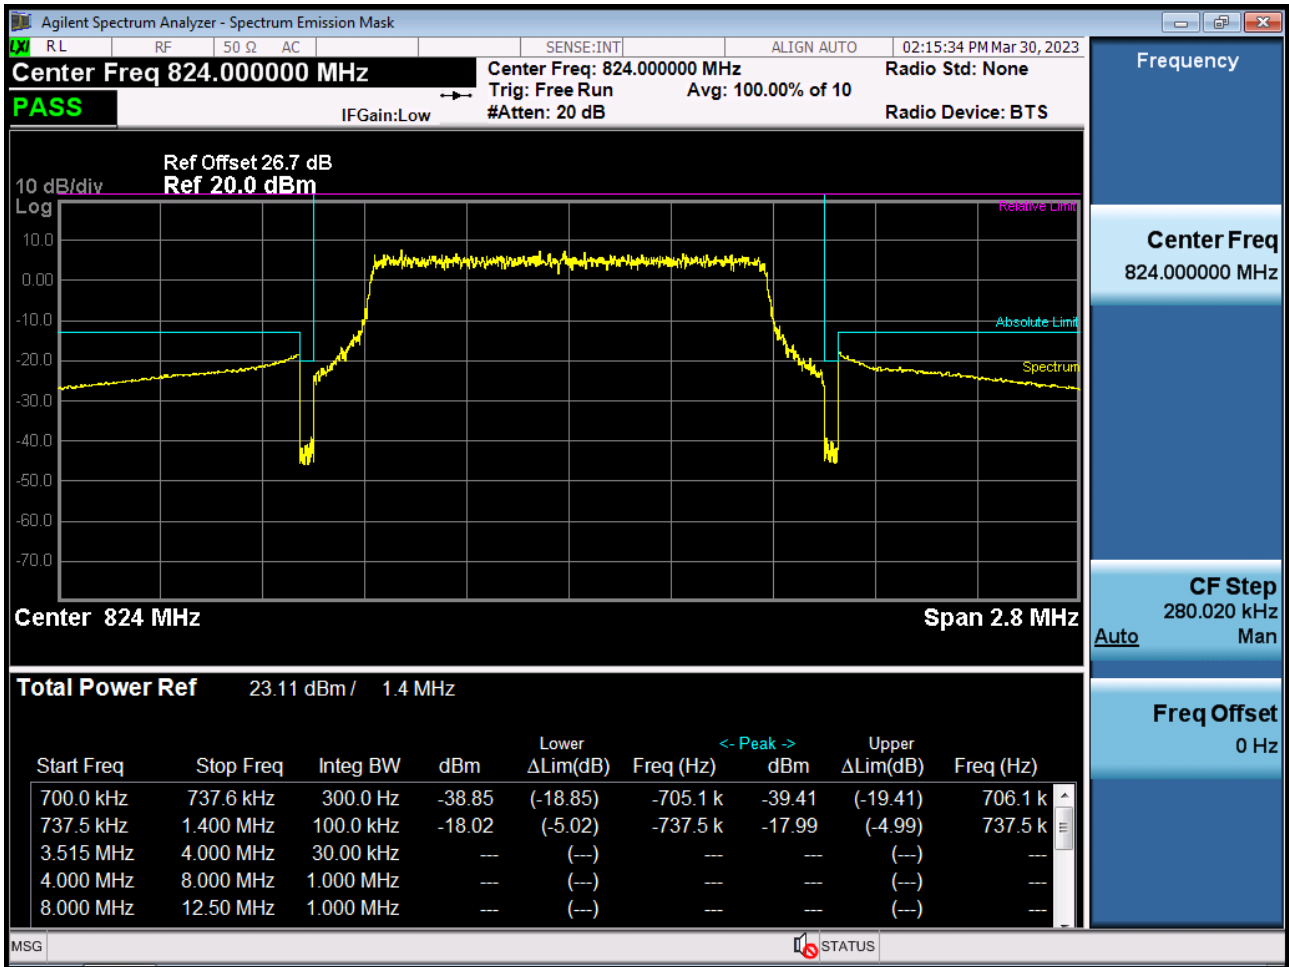 Agilent Spectrum Analyzer - Spectrum Emission Mask
LXI RL RF 50 Ω AC SENSE:INT ALIGN AUTO 02:15:34 PM Mar 30, 2023
Center Freq 824.000000 MHz
Center Freq: 824.000000 MHz
Radio Std: None
Trig: Free Run Avg: 100.00% of 10
PASS
IFGain:Low
#Atten: 20 dB
Radio Device: BTS
Ref Offset 26.7 dB
10 dB/div Ref 20.0 dBm
Log
Relative Limit
10.0
0.00
-10.0
Absolute Limit
-20.0
Spectrum
-30.0
-40.0
-50.0
-60.0
-70.0
Center 824 MHz Span 2.8 MHz
Total Power Ref 23.11 dBm / 1.4 MHz
Lower <- Peak -> Upper
Start Freq Stop Freq Integ BW dBm ΔLim(dB) Freq (Hz) dBm ΔLim(dB) Freq (Hz)
700.0 kHz 737.6 kHz 300.0 Hz -38.85 (-18.85) -705.1 k -39.41 (-19.41) 706.1 k
737.5 kHz 1.400 MHz 100.0 kHz -18.02 (-5.02) -737.5 k -17.99 (-4.99) 737.5 k
3.515 MHz 4.000 MHz 30.00 kHz --- (---) --- --- (---) ---
4.000 MHz 8.000 MHz 1.000 MHz --- (---) --- --- (---) ---
8.000 MHz 12.50 MHz 1.000 MHz --- (---) --- --- (---) ---
MSG STATUS
Frequency
Center Freq
824.000000 MHz
CF Step
280.020 kHz
Auto Man
Freq Offset
0 Hz